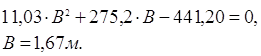 11,03·B² + 275,2·B − 441,20 = 0,
B = 1,67 м.